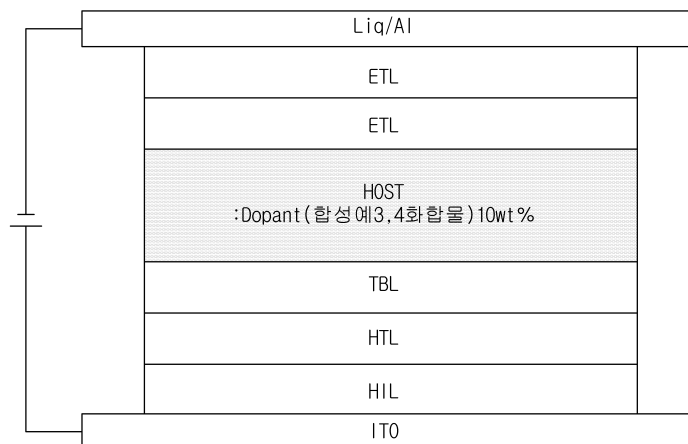 Liq/Al
ETL
ETL
HOST
:Dopant(합성예3,4화합물)10wt%
TBL
HTL
HIL
ITO